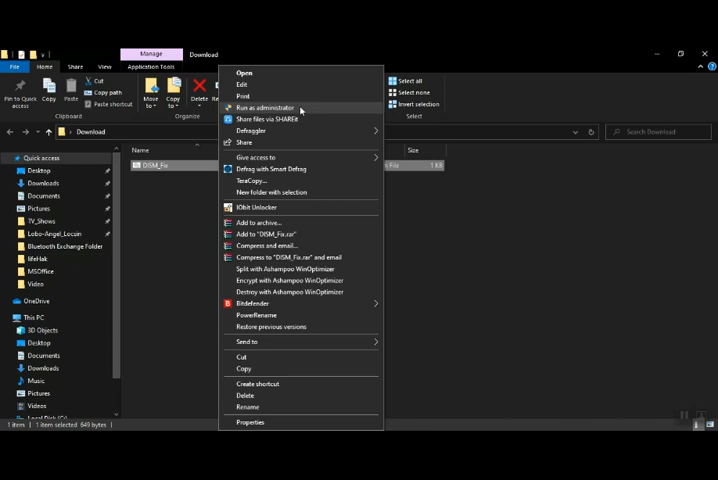 Manage
Download
File
Home
Share
View
Application Tools
Pin to Quick access
Copy
Paste
Cut
Copy path
Paste shortcut
Clipboard
Move to
Copy to
Delete
Organize
Select all
Select none
Invert selection
Select
Download
Search Download
Quick access
Desktop
Downloads
Documents
Pictures
TV_Shows
Lobo-Angel_Locsin
Bluetooth Exchange Folder
lifeHak
MSOffice
Video
OneDrive
This PC
3D Objects
Desktop
Documents
Downloads
Music
Pictures
Videos
Local Disk (C:)
Name
Size
DISM_Fix
h File
1 KB
Open
Edit
Print
Run as administrator
Share files via SHAREit
Defraggler
Share
Give access to
Defrag with Smart Defrag
TeraCopy...
New folder with selection
IObit Unlocker
Add to archive...
Add to "DISM_Fix.rar"
Compress and email...
Compress to "DISM_Fix.rar" and email
Split with Ashampoo WinOptimizer
Encrypt with Ashampoo WinOptimizer
Destroy with Ashampoo WinOptimizer
Bitdefender
PowerRename
Restore previous versions
Send to
Cut
Copy
Create shortcut
Delete
Rename
Properties
1 item
1 item selected 649 bytes